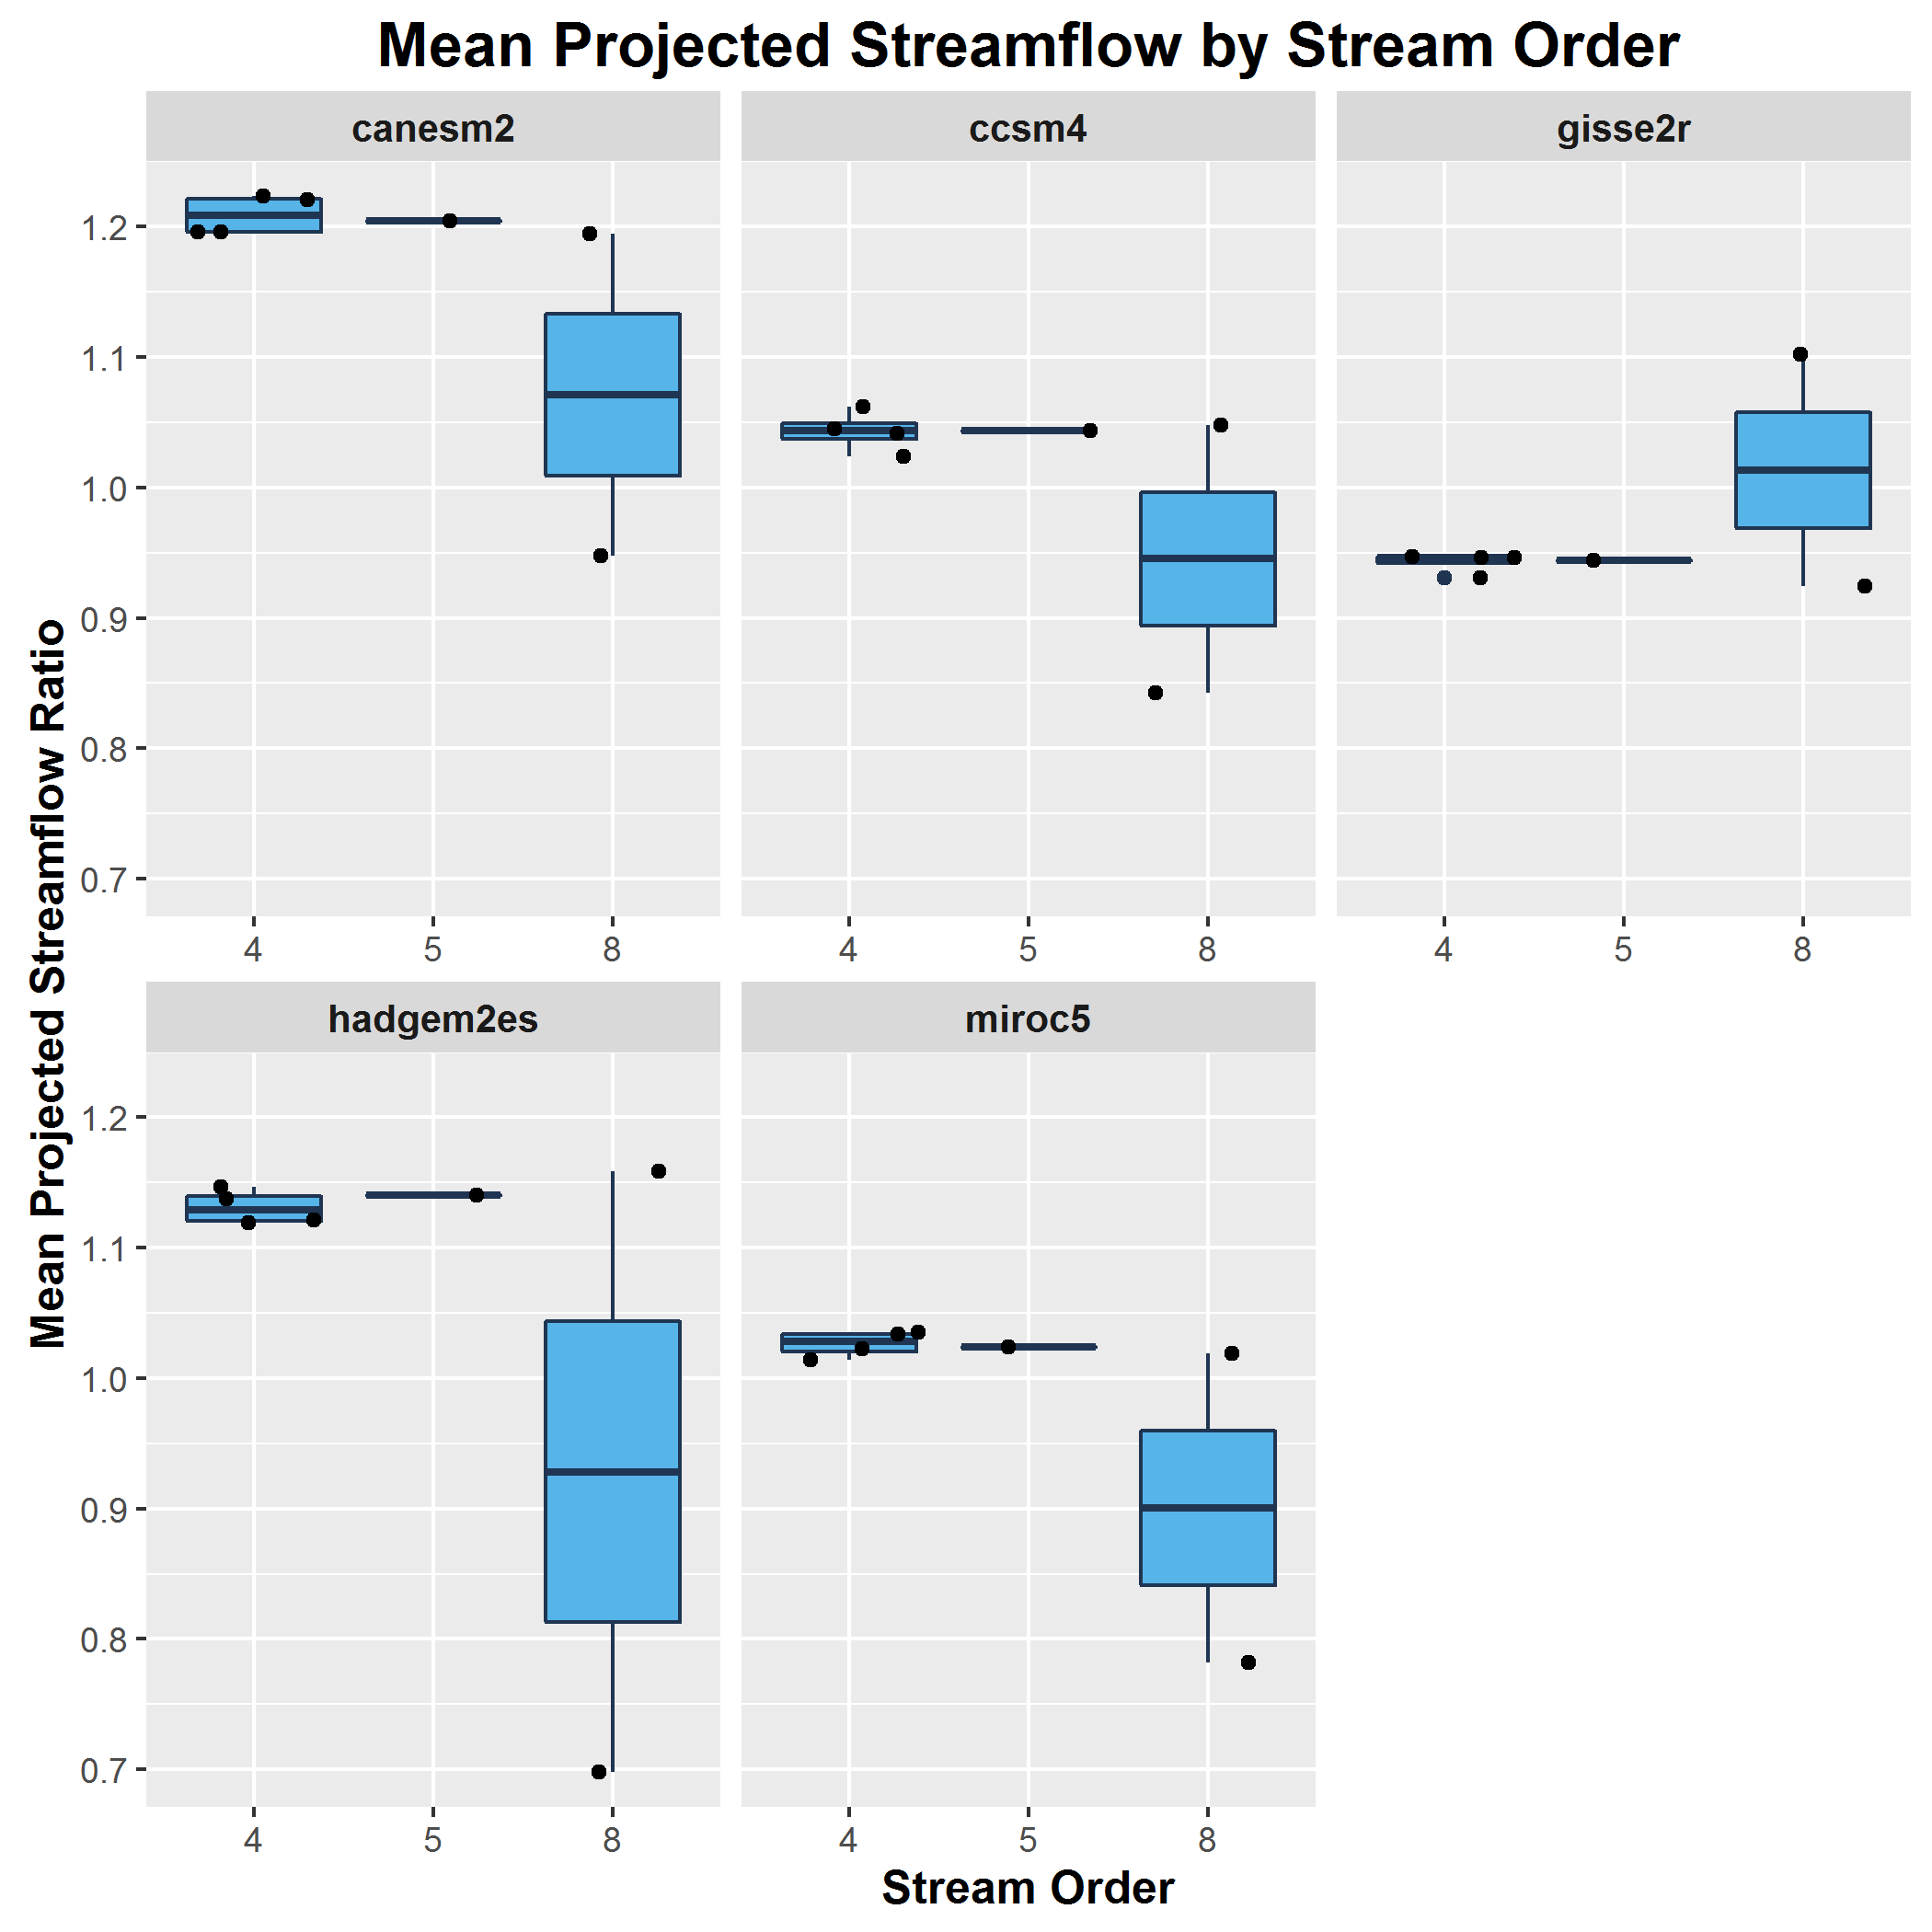 Mean Projected Streamflow by Stream Order
canesm2 ccsm4 gisse2r
1.2
1.1
1.0
0.9
0.8
0.7
4 5 8 4 5 8 4 5 8
Mean Projected Streamflow Ratio
hadgem2es miroc5
1.2
1.1
1.0
0.9
0.8
0.7
4 5 8 4 5 8
Stream Order